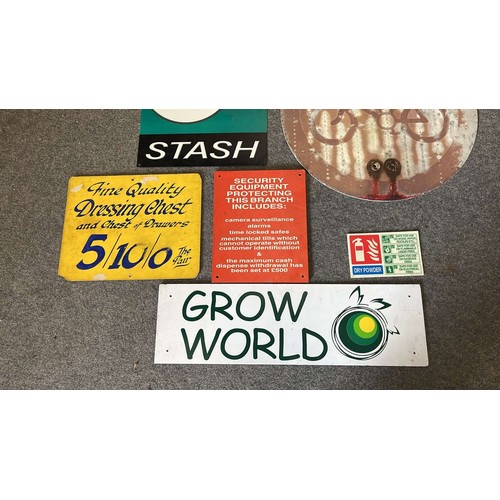 STASH
Fine Quality
Dressing Chest
and Chest of Drawers
5/10/0 The Pair
SECURITY
EQUIPMENT
PROTECTING
THIS BRANCH
INCLUDES:
camera surveillance
alarms
time locked safes
mechanical tills which
cannot operate without
customer identification
&
the maximum cash
dispense withdrawal has
been set at £500
DRY POWDER
GROW
WORLD